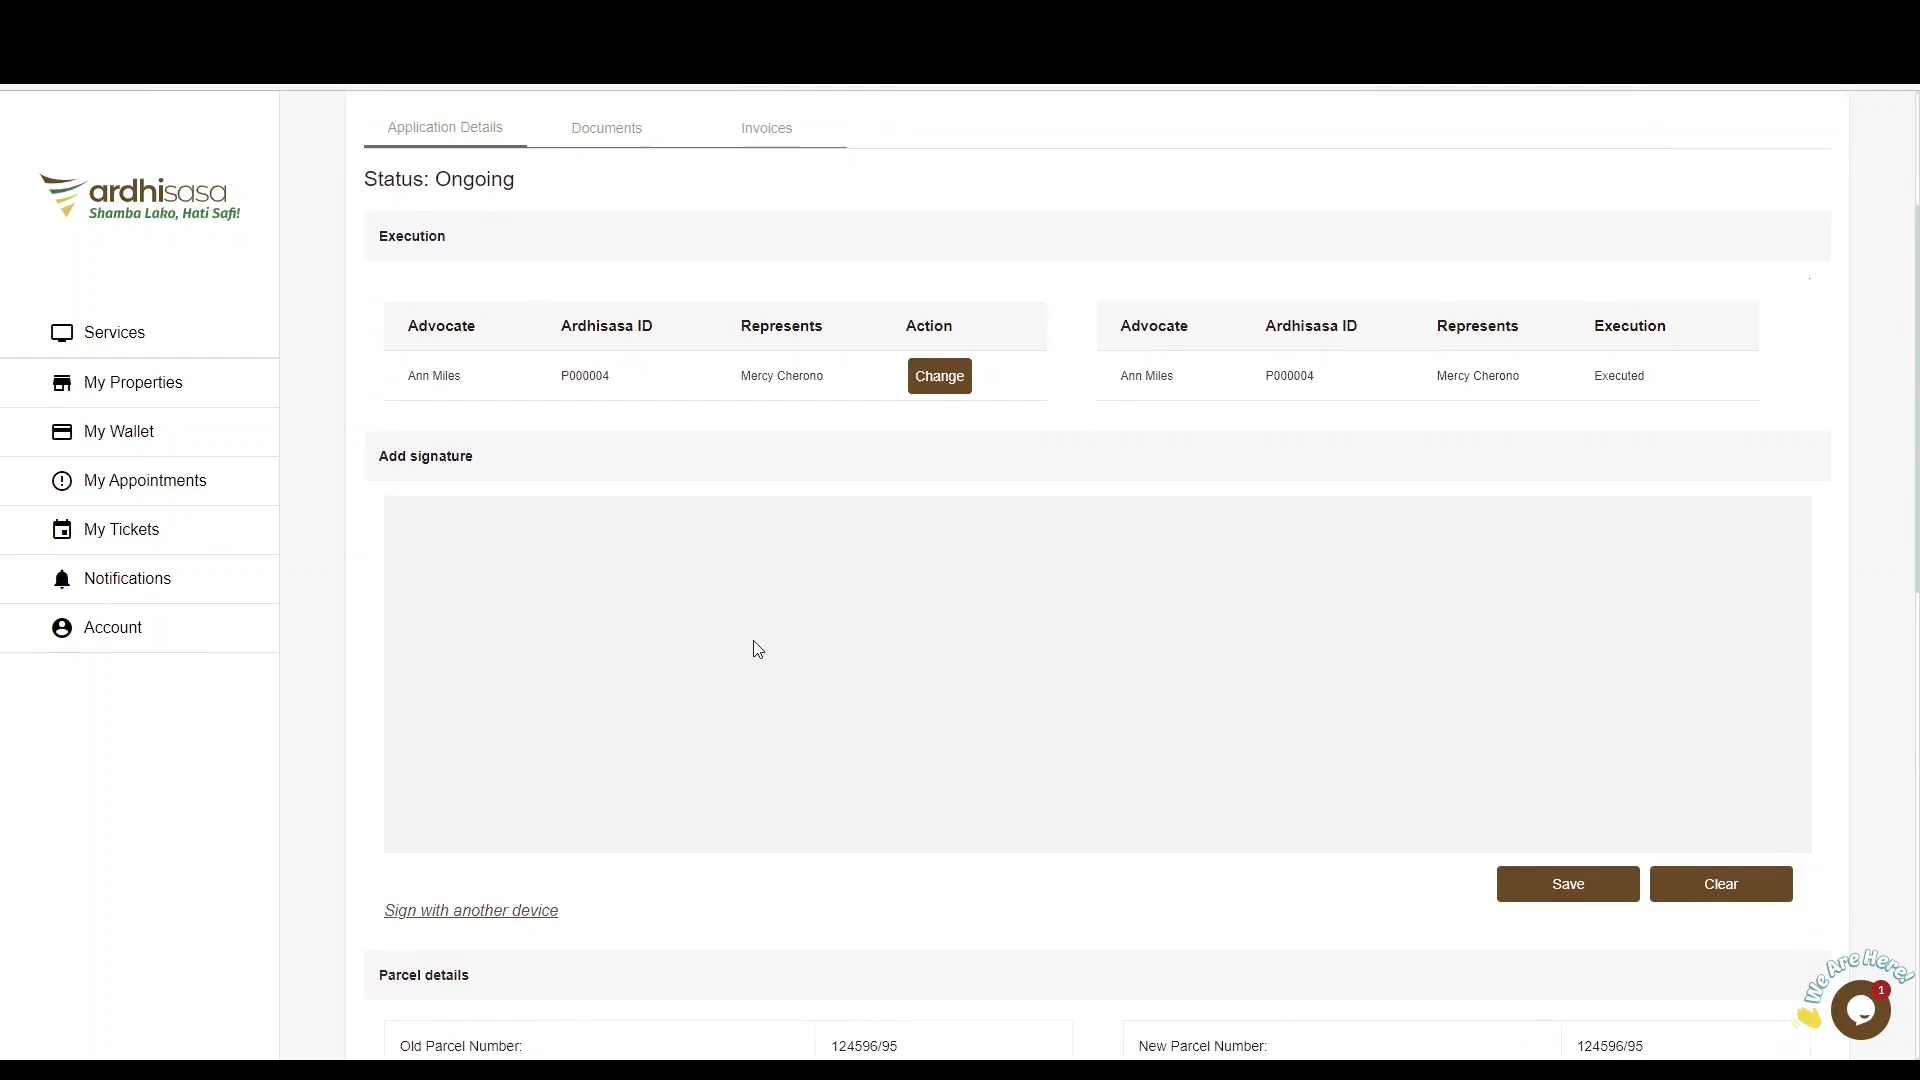 Application Details Documents Invoices
Status: Ongoing
ardhisasa
Shamba Lako, Hati Safi!
Services
My Properties
My Wallet
My Appointments
My Tickets
Notifications
Account
Execution
Advocate Ardhisasa ID Represents Action
Ann Miles P000004 Mercy Cherono Change
Advocate Ardhisasa ID Represents Execution
Ann Miles P000004 Mercy Cherono Executed
Add signature
Save Clear
Sign with another device
Parcel details
Old Parcel Number: 124596/95
New Parcel Number: 124596/95
We Are Here!
1